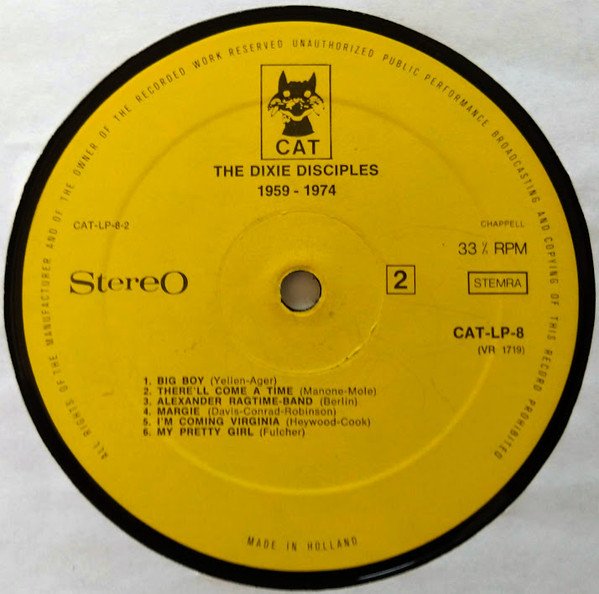 ALL RIGHTS OF THE MANUFACTURER AND OF THE OWNER OF THE RECORDED WORK RESERVED UNAUTHORIZED PUBLIC PERFORMANCE BROADCASTING AND COPYING OF THIS RECORD PROHIBITED
CAT
THE DIXIE DISCIPLES
1959 - 1974
CAT-LP-8-2
CHAPPELL
33 ⅓ RPM
Stereo
2
STEMRA
CAT-LP-8
(VR 1719)
1. BIG BOY (Yellen-Ager)
2. THERE'LL COME A TIME (Manone-Mole)
3. ALEXANDER RAGTIME-BAND (Berlin)
4. MARGIE (Davis-Conrad-Robinson)
5. I'M COMING VIRGINIA (Heywood-Cook)
6. MY PRETTY GIRL (Fulcher)
MADE IN HOLLAND